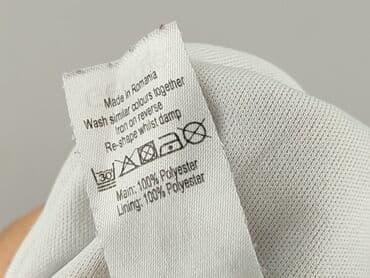 Made in Romania
Wash similar colours together
Iron on reverse
Re-shape whilst damp
30
Main: 100% Polyester
Lining: 100% Polyester